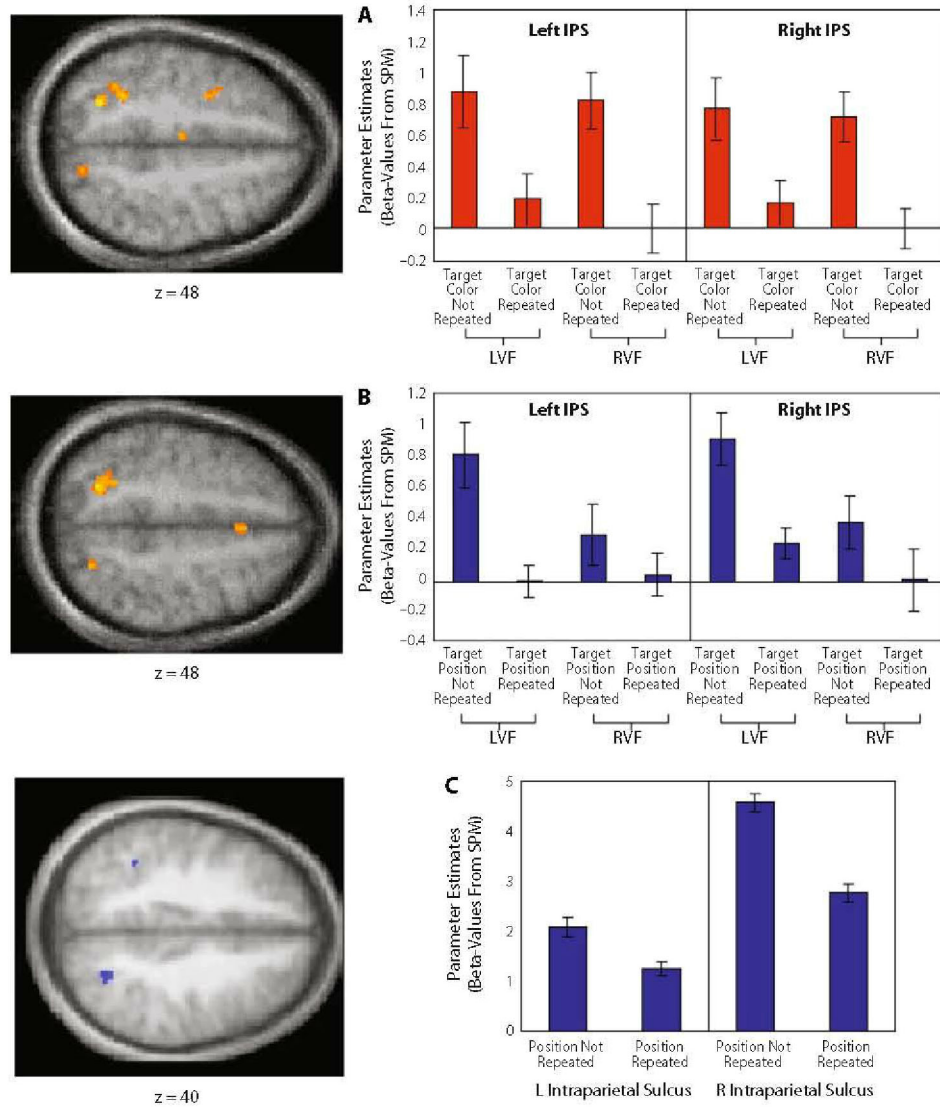 A
Parameter Estimates
(Beta-Values From SPM)
1.4
1.2
1
0.8
0.6
0.4
0.2
0
−0.2
Left IPS
Right IPS
Target Target Target Target Target Target Target Target
Color Color Color Color Color Color Color Color
Not Repeated Not Repeated Not Repeated Not Repeated
Repeated Repeated Repeated Repeated
LVF RVF LVF RVF
z = 48
B
Parameter Estimates
(Beta-Values From SPM)
1.2
1
0.8
0.6
0.4
0.2
0
−0.2
−0.4
Left IPS
Right IPS
Target Target Target Target Target Target Target Target
Position Position Position Position Position Position Position Position
Not Repeated Not Repeated Not Repeated Not Repeated
Repeated Repeated Repeated Repeated
LVF RVF LVF RVF
z = 48
C
Parameter Estimates
(Beta-Values From SPM)
5
4
3
2
1
0
Position Not Position Position Not Position
Repeated Repeated Repeated Repeated
L Intraparietal Sulcus R Intraparietal Sulcus
z = 40